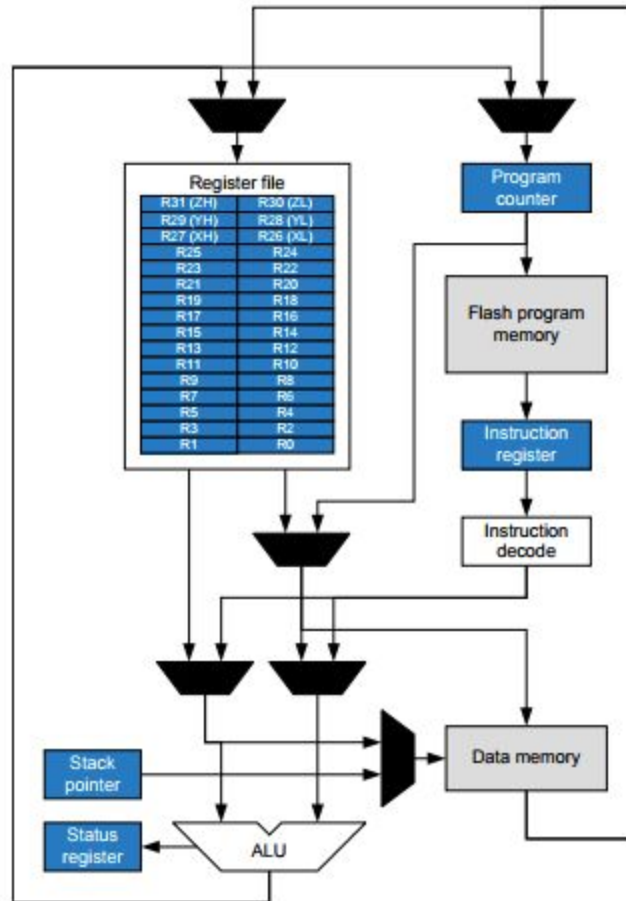 Register file
R31 (ZH) R30 (ZL)
R29 (YH) R28 (YL)
R27 (XH) R26 (XL)
R25 R24
R23 R22
R21 R20
R19 R18
R17 R16
R15 R14
R13 R12
R11 R10
R9 R8
R7 R6
R5 R4
R3 R2
R1 R0
Program
counter
Flash program
memory
Instruction
register
Instruction
decode
Stack
pointer
Data memory
Status
register
ALU